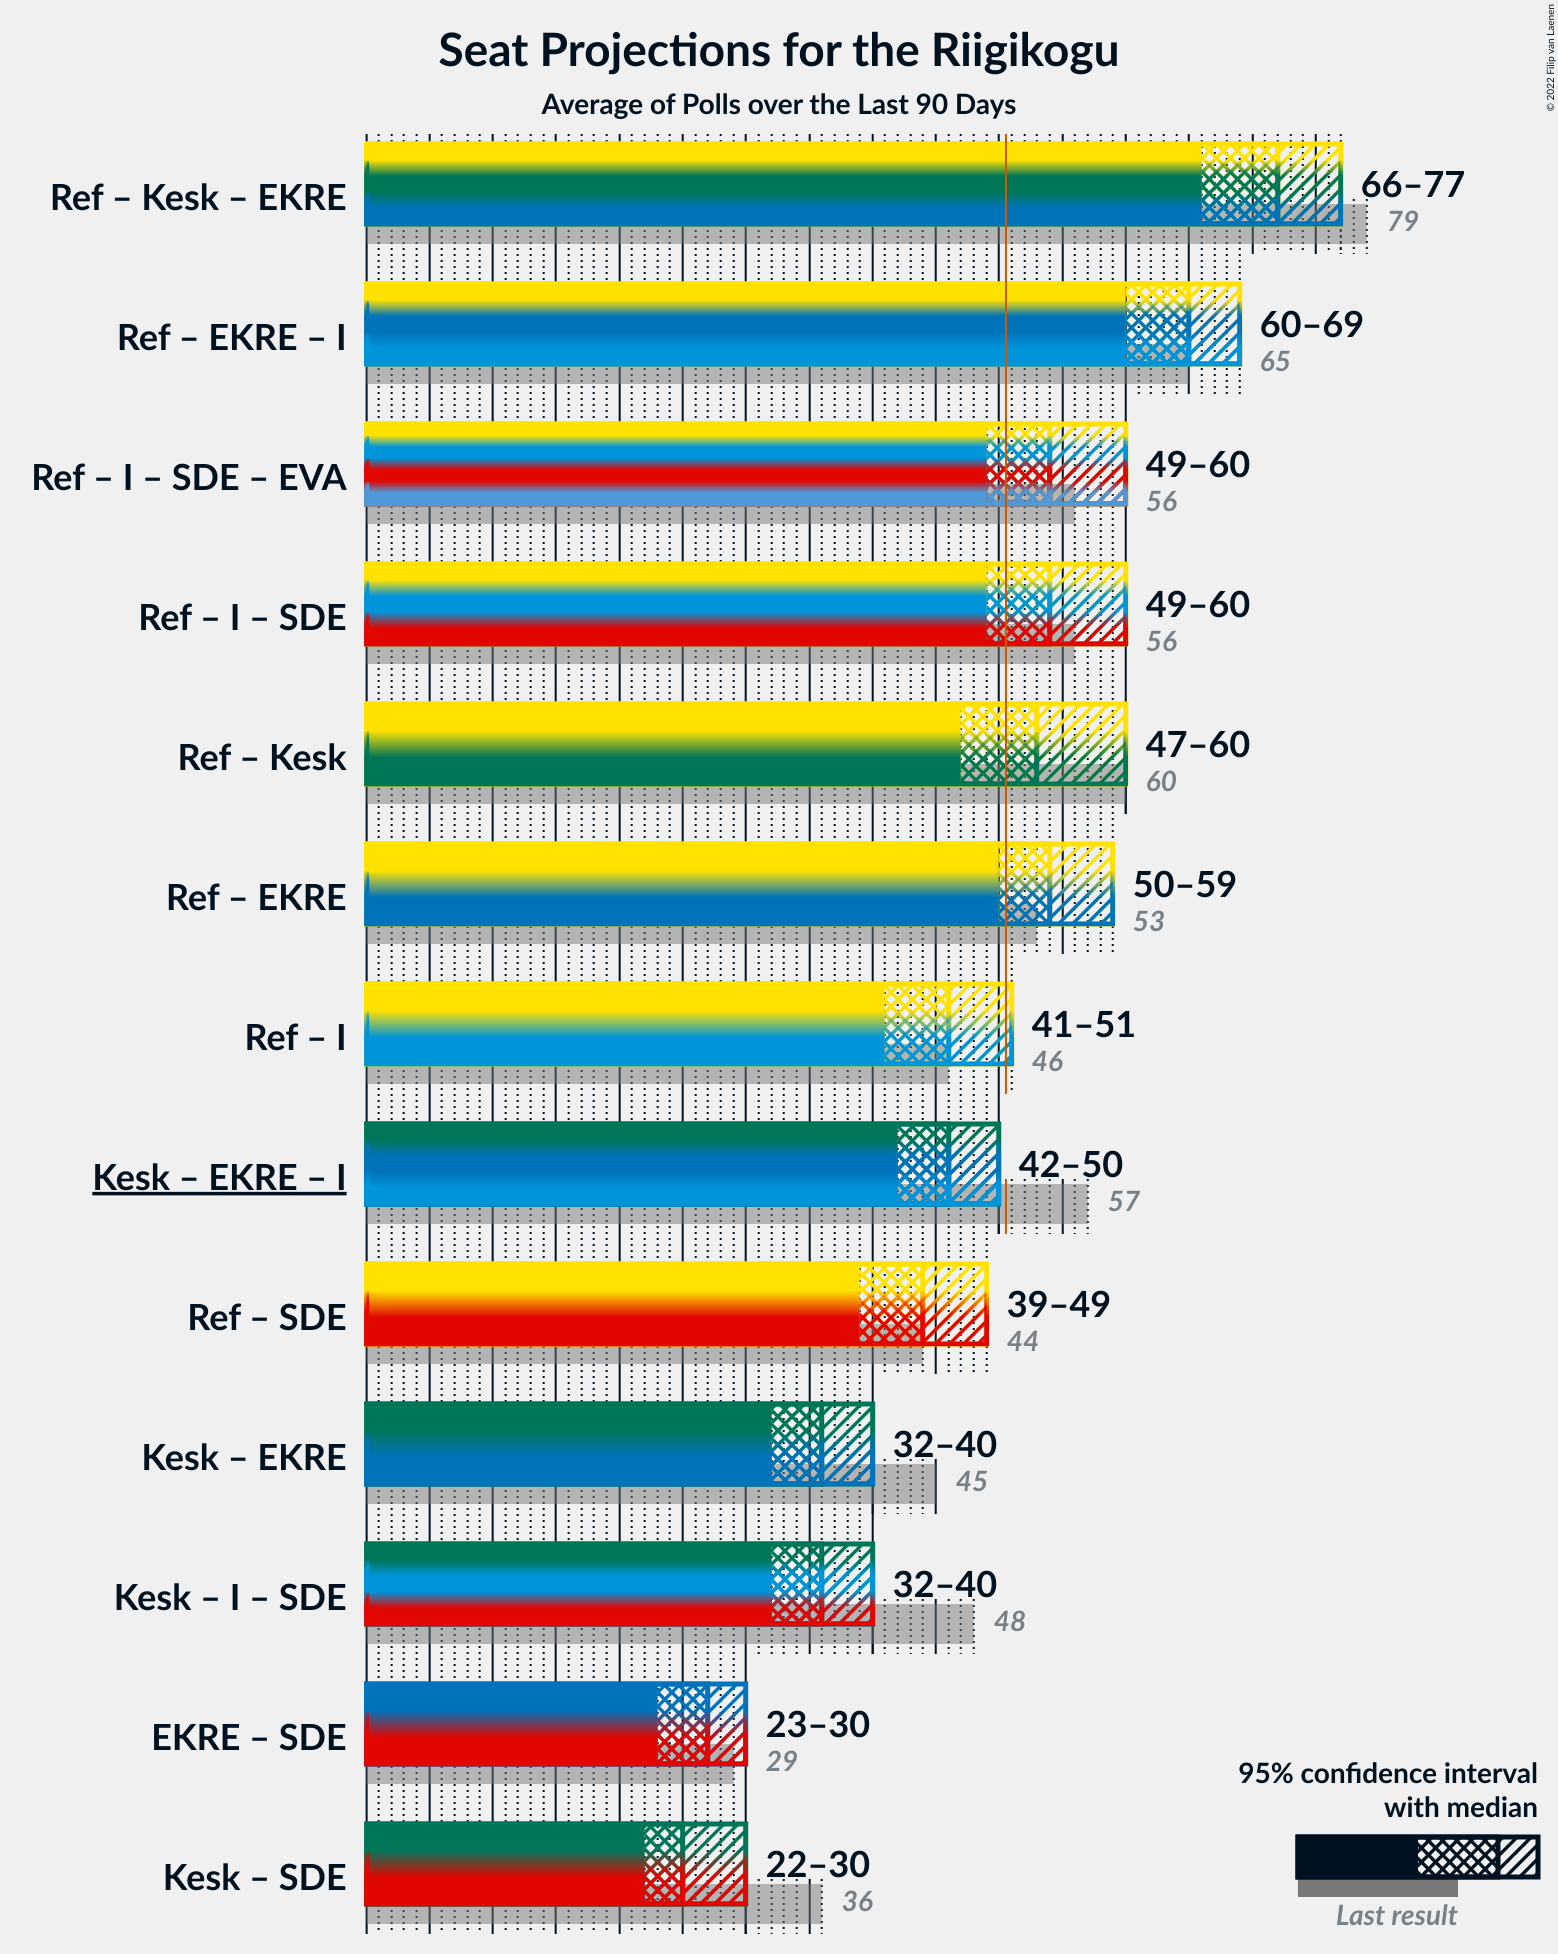 Seat Projections for the Riigikogu
Average of Polls over the Last 90 Days
© 2022 Filip van Laenen
Ref – Kesk – EKRE
66–77
79
Ref – EKRE – I
60–69
65
Ref – I – SDE – EVA
49–60
56
Ref – I – SDE
49–60
56
Ref – Kesk
47–60
60
Ref – EKRE
50–59
53
Ref – I
41–51
46
Kesk – EKRE – I
42–50
57
Ref – SDE
39–49
44
Kesk – EKRE
32–40
45
Kesk – I – SDE
32–40
48
EKRE – SDE
23–30
29
Kesk – SDE
22–30
36
95% confidence interval
with median
Last result